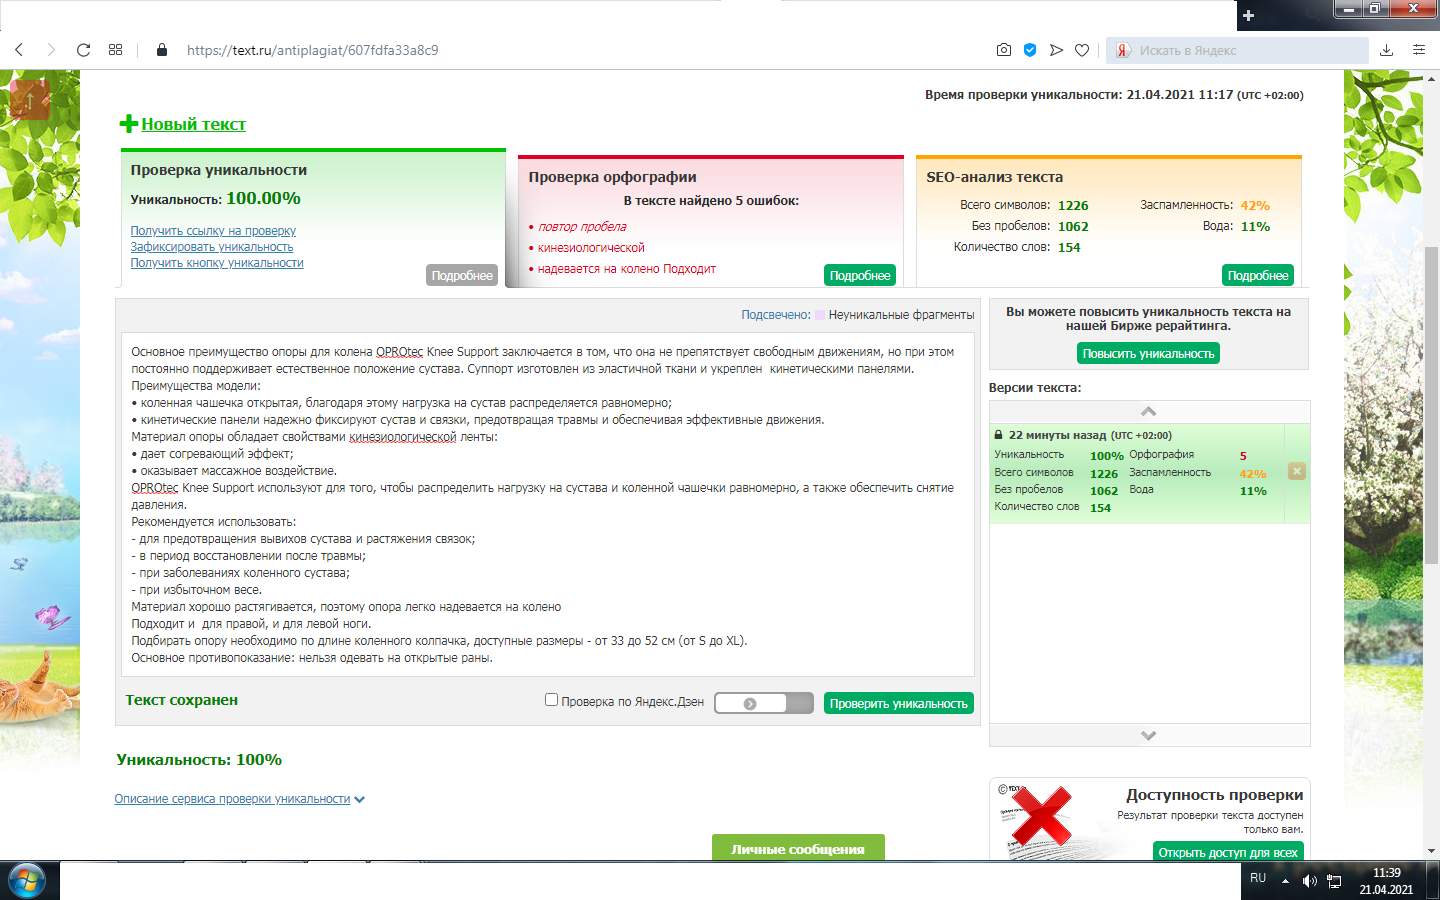 https://text.ru/antiplagiat/607fdfa33a8c9
Искать в Яндекс
Время проверки уникальности: 21.04.2021 11:17 (UTC +02:00)
Новый текст
Проверка уникальности
Уникальность: 100.00%
Получить ссылку на проверку
Зафиксировать уникальность
Получить кнопку уникальности
Подробнее
Проверка орфографии
В тексте найдено 5 ошибок:
• повтор пробела
• кинезиологической
• надевается на колено Подходит
Подробнее
SEO-анализ текста
Всего символов: 1226
Без пробелов: 1062
Количество слов: 154
Заспамленность: 42%
Вода: 11%
Подробнее
Подсвечено: Неуникальные фрагменты
Основное преимущество опоры для колена OPROtec Knee Support заключается в том, что она не препятствует свободным движениям, но при этом
постоянно поддерживает естественное положение сустава. Суппорт изготовлен из эластичной ткани и укреплен  кинетическими панелями.
Преимущества модели:
• коленная чашечка открытая, благодаря этому нагрузка на сустав распределяется равномерно;
• кинетические панели надежно фиксируют сустав и связки, предотвращая травмы и обеспечивая эффективные движения.
Материал опоры обладает свойствами кинезиологической ленты:
• дает согревающий эффект;
• оказывает массажное воздействие.
OPROtec Knee Support используют для того, чтобы распределить нагрузку на сустава и коленной чашечки равномерно, а также обеспечить снятие
давления.
Рекомендуется использовать:
- для предотвращения вывихов сустава и растяжения связок;
- в период восстановлении после травмы;
- при заболеваниях коленного сустава;
- при избыточном весе.
Материал хорошо растягивается, поэтому опора легко надевается на колено
Подходит и  для правой, и для левой ноги.
Подбирать опору необходимо по длине коленного колпачка, доступные размеры - от 33 до 52 см (от S до XL).
Основное противопоказание: нельзя одевать на открытые раны.
Текст сохранен
Проверка по Яндекс.Дзен
Проверить уникальность
Вы можете повысить уникальность текста на
нашей Бирже рерайтинга.
Повысить уникальность
Версии текста:
22 минуты назад (UTC +02:00)
Уникальность 100% Орфография 5
Всего символов 1226 Заспамленность 42%
Без пробелов 1062 Вода 11%
Количество слов 154
Уникальность: 100%
Описание сервиса проверки уникальности
Доступность проверки
Результат проверки текста доступен
только вам.
Открыть доступ для всех
Личные сообщения
RU
11:39
21.04.2021